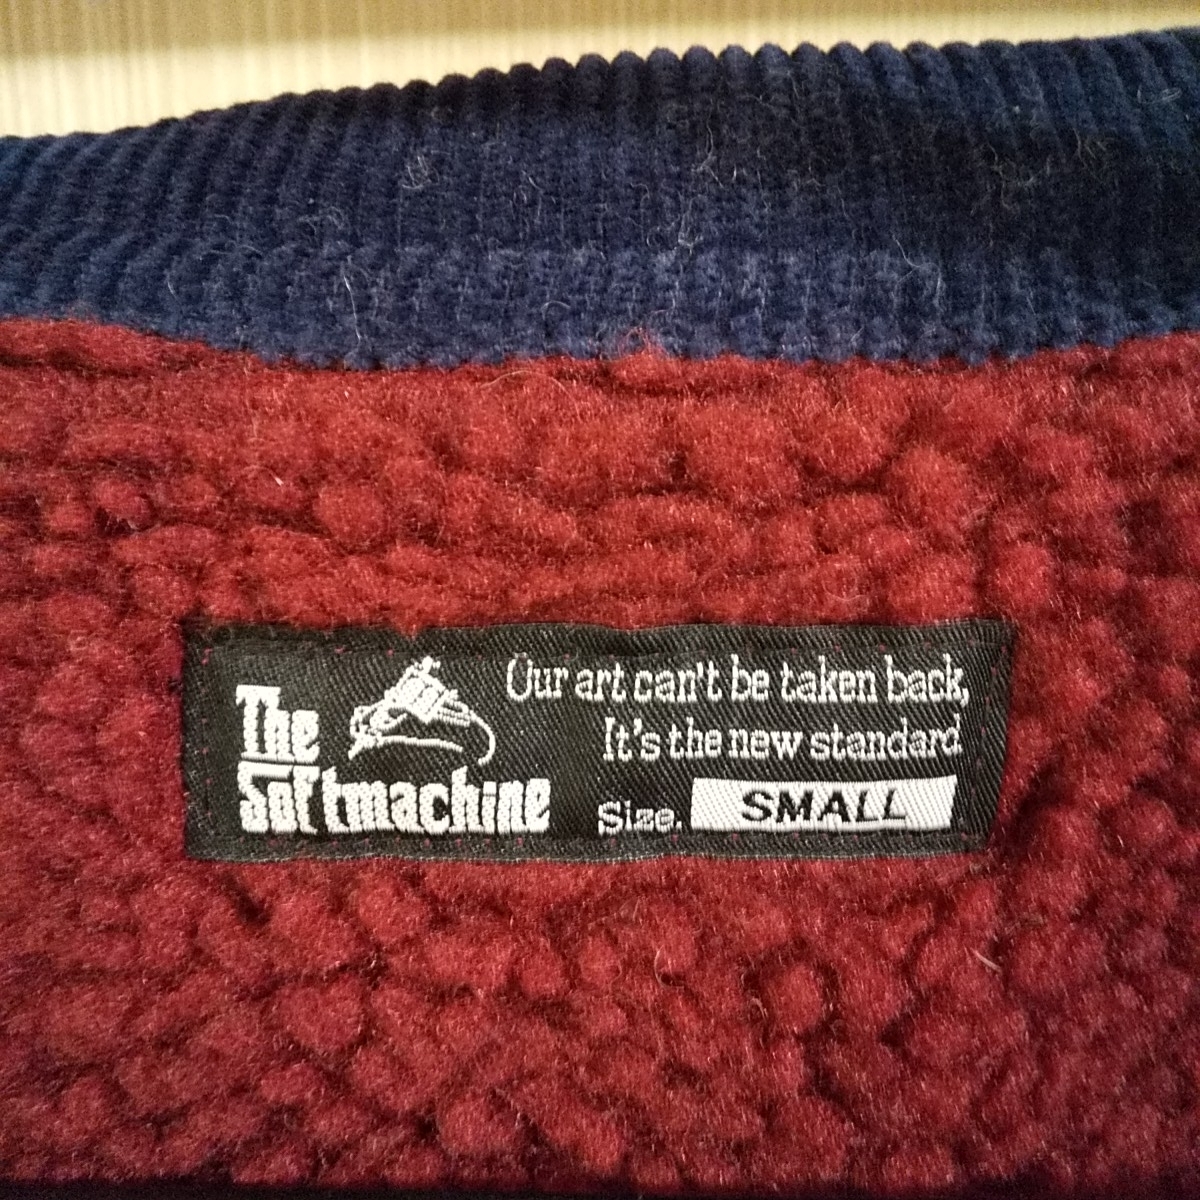 The
Softmachine
Our art can't be taken back,
It's the new standard
Size. SMALL